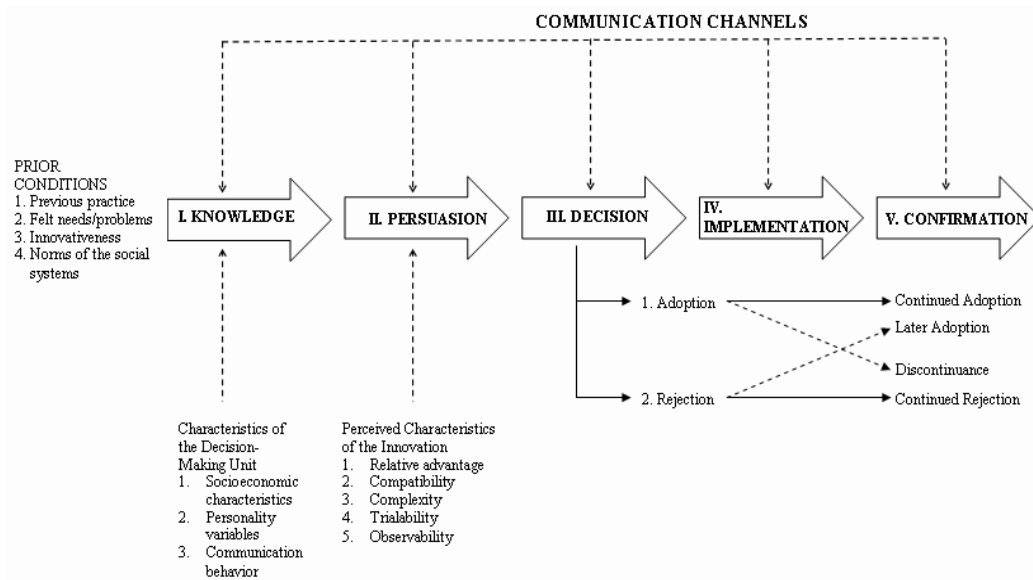 COMMUNICATION CHANNELS
PRIOR
CONDITIONS
1. Previous practice
2. Felt needs/problems
3. Innovativeness
4. Norms of the social
systems
I. KNOWLEDGE
II. PERSUASION
III. DECISION
IV.
IMPLEMENTATION
V. CONFIRMATION
1. Adoption
2. Rejection
Continued Adoption
Later Adoption
Discontinuance
Continued Rejection
Characteristics of
the Decision-
Making Unit
1. Socioeconomic
characteristics
2. Personality
variables
3. Communication
behavior
Perceived Characteristics
of the Innovation
1. Relative advantage
2. Compatibility
3. Complexity
4. Trialability
5. Observability